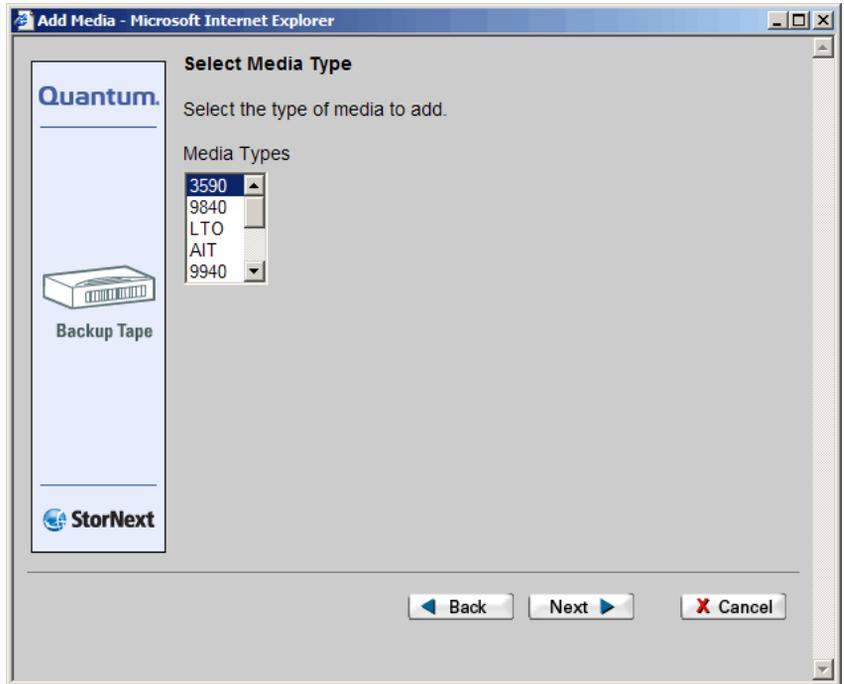 Add Media - Microsoft Internet Explorer
Quantum.
Backup Tape
StorNext
Select Media Type
Select the type of media to add.
Media Types
3590
9840
LTO
AIT
9940
Back
Next
X Cancel